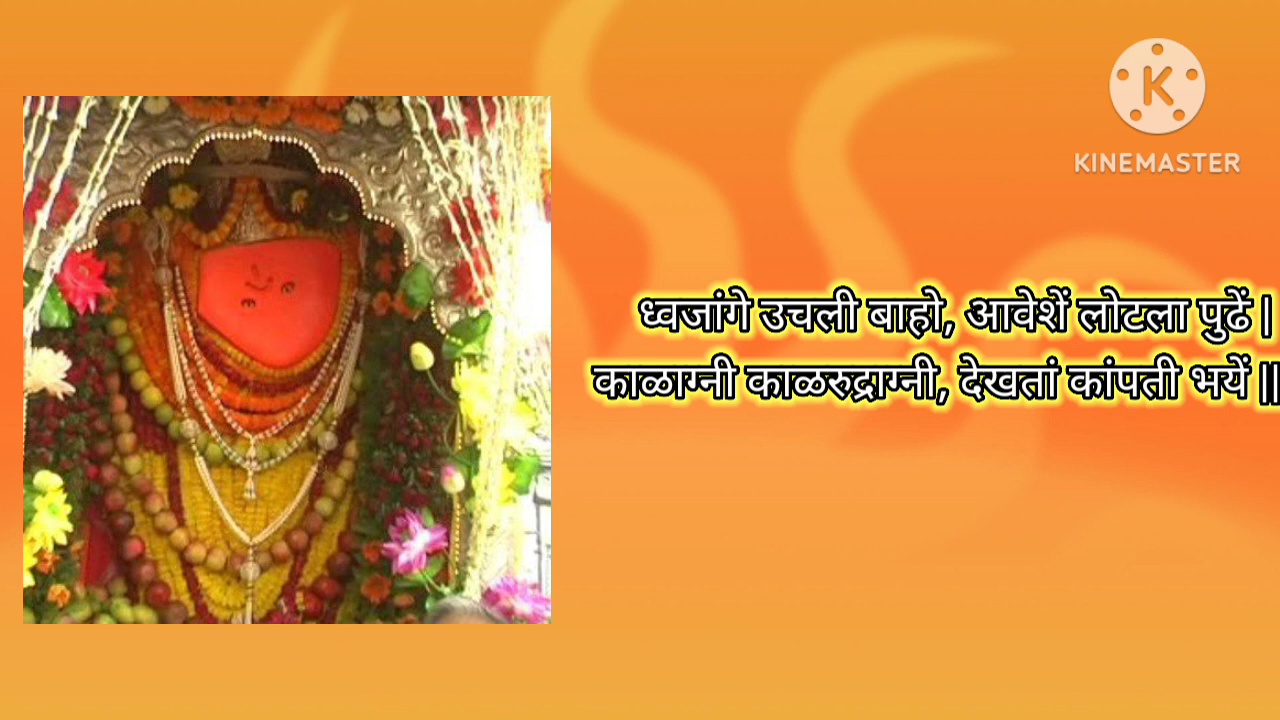 KINEMASTER
ध्वजांगे उचली बाहो, आवेशें लोटला पुढें |
काळाग्नी काळरुद्राग्नी, देखतां कांपती भयें ||